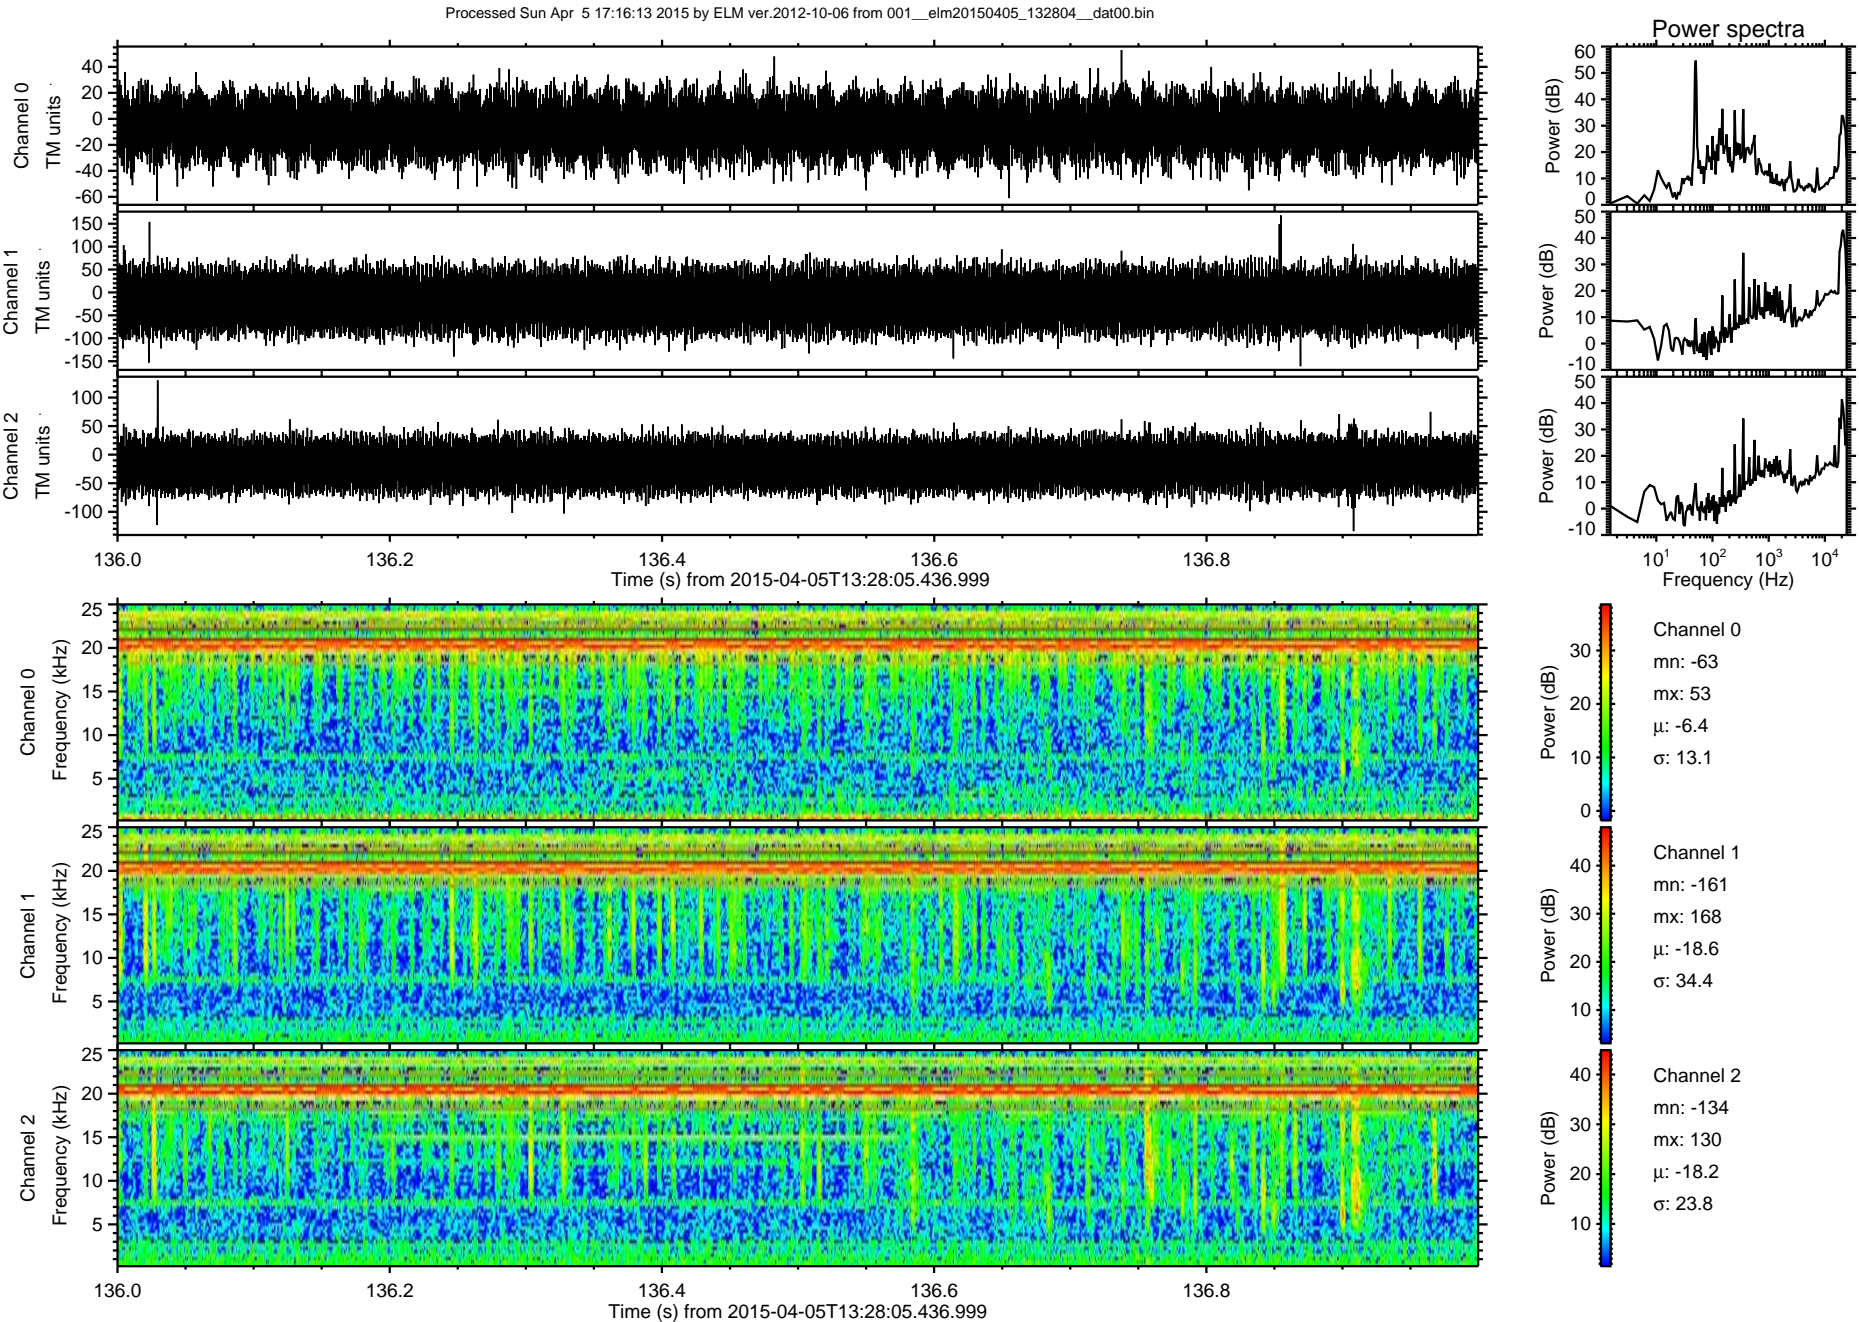 Processed Sun Apr  5 17:16:13 2015 by ELM ver.2012-10-06 from 001__elm20150405_132804__dat00.bin
Power spectra
Channel 0
TM units
40
20
0
-20
-40
-60
Power (dB)
60
50
40
30
20
10
0
Channel 1
TM units
150
100
50
0
-50
-100
-150
Power (dB)
50
40
30
20
10
0
-10
Channel 2
TM units
100
50
0
-50
-100
Power (dB)
50
40
30
20
10
0
-10
136.0 136.2 136.4 136.6 136.8
Time (s) from 2015-04-05T13:28:05.436.999
10¹ 10² 10³ 10⁴
Frequency (Hz)
Channel 0
Frequency (kHz)
25
20
15
10
5
Power (dB)
30
20
10
0
Channel 0
mn: -63
mx: 53
µ: -6.4
σ: 13.1
Channel 1
Frequency (kHz)
25
20
15
10
5
Power (dB)
40
30
20
10
Channel 1
mn: -161
mx: 168
µ: -18.6
σ: 34.4
Channel 2
Frequency (kHz)
25
20
15
10
5
Power (dB)
40
30
20
10
Channel 2
mn: -134
mx: 130
µ: -18.2
σ: 23.8
136.0 136.2 136.4 136.6 136.8
Time (s) from 2015-04-05T13:28:05.436.999